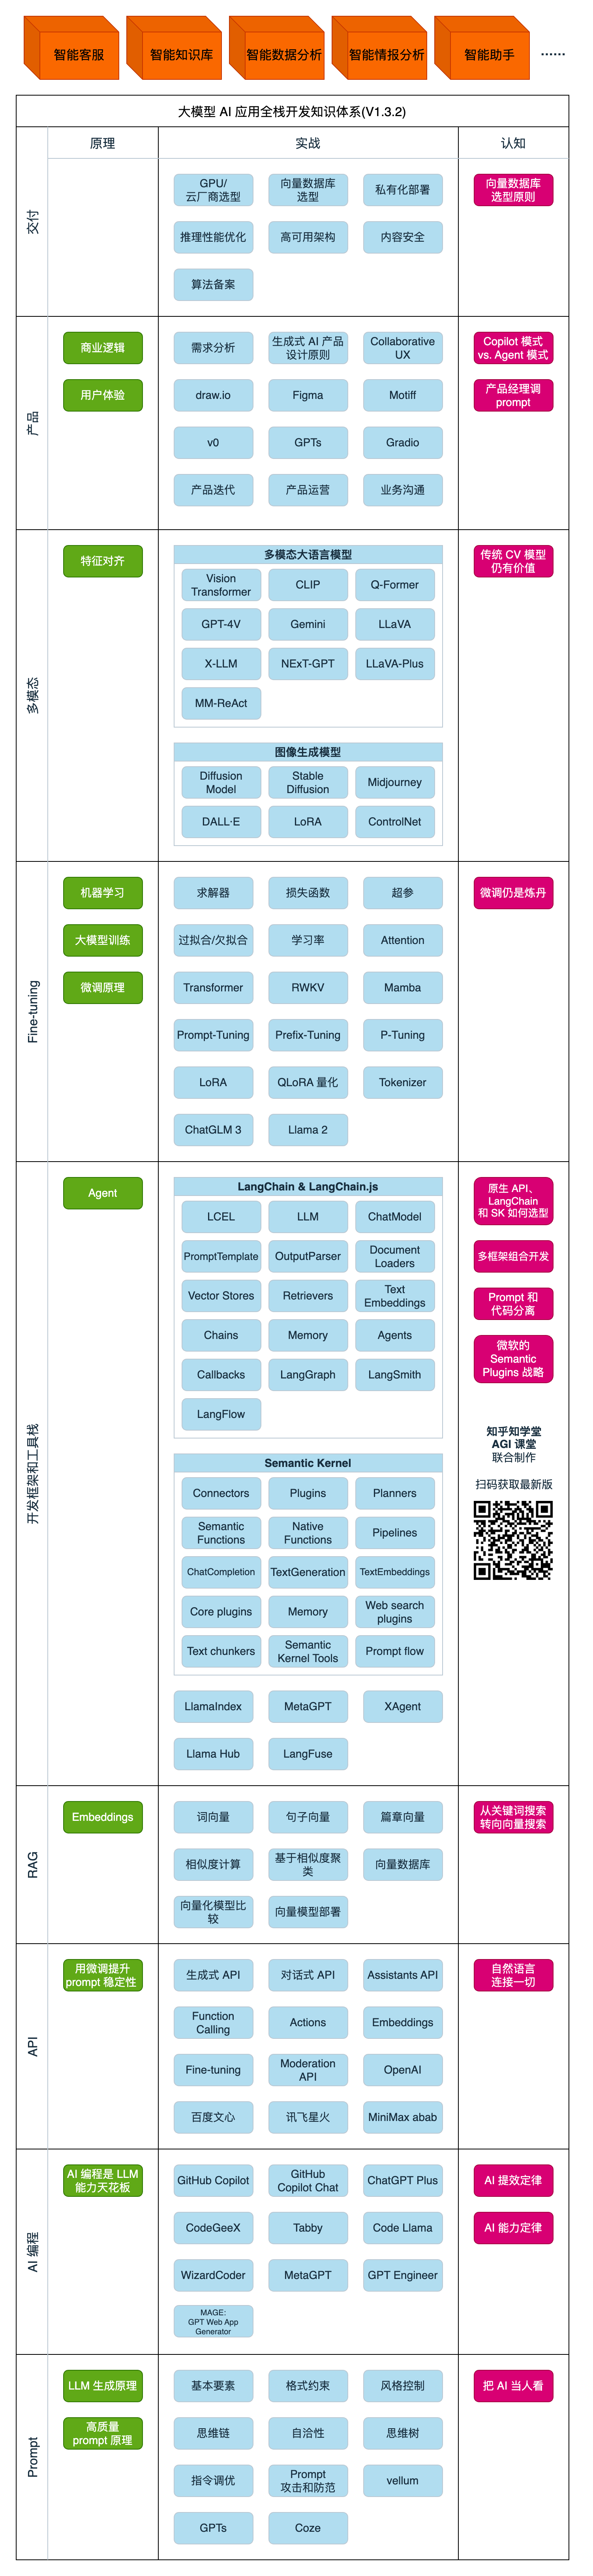 智能客服
智能知识库
智能数据分析
智能情报分析
智能助手
······
大模型 AI 应用全栈开发知识体系(V1.3.2)
原理
实战
认知
交付
GPU/
云厂商选型
向量数据库
选型
私有化部署
向量数据库
选型原则
推理性能优化
高可用架构
内容安全
算法备案
产品
商业逻辑
需求分析
生成式 AI 产品
设计原则
Collaborative
UX
Copilot 模式
vs. Agent 模式
用户体验
draw.io
Figma
Motiff
产品经理调
prompt
v0
GPTs
Gradio
产品迭代
产品运营
业务沟通
多模态
特征对齐
多模态大语言模型
传统 CV 模型
仍有价值
Vision
Transformer
CLIP
Q-Former
GPT-4V
Gemini
LLaVA
X-LLM
NExT-GPT
LLaVA-Plus
MM-ReAct
图像生成模型
Diffusion
Model
Stable
Diffusion
Midjourney
DALL·E
LoRA
ControlNet
Fine-tuning
机器学习
求解器
损失函数
超参
微调仍是炼丹
大模型训练
过拟合/欠拟合
学习率
Attention
微调原理
Transformer
RWKV
Mamba
Prompt-Tuning
Prefix-Tuning
P-Tuning
LoRA
QLoRA 量化
Tokenizer
ChatGLM 3
Llama 2
开发框架和工具栈
Agent
LangChain & LangChain.js
原生 API、
LangChain
和 SK 如何选型
LCEL
LLM
ChatModel
PromptTemplate
OutputParser
Document
Loaders
多框架组合开发
Vector Stores
Retrievers
Text
Embeddings
Prompt 和
代码分离
Chains
Memory
Agents
微软的
Semantic
Plugins 战略
Callbacks
LangGraph
LangSmith
LangFlow
知乎知学堂
AGI 课堂
联合制作
扫码获取最新版
Semantic Kernel
Connectors
Plugins
Planners
Semantic
Functions
Native
Functions
Pipelines
ChatCompletion
TextGeneration
TextEmbeddings
Core plugins
Memory
Web search
plugins
Text chunkers
Semantic
Kernel Tools
Prompt flow
LlamaIndex
MetaGPT
XAgent
Llama Hub
LangFuse
RAG
Embeddings
词向量
句子向量
篇章向量
从关键词搜索
转向向量搜索
相似度计算
基于相似度聚
类
向量数据库
向量化模型比
较
向量模型部署
API
用微调提升
prompt 稳定性
生成式 API
对话式 API
Assistants API
自然语言
连接一切
Function
Calling
Actions
Embeddings
Fine-tuning
Moderation
API
OpenAI
百度文心
讯飞星火
MiniMax abab
AI 编程
AI 编程是 LLM
能力天花板
GitHub Copilot
GitHub
Copilot Chat
ChatGPT Plus
AI 提效定律
CodeGeeX
Tabby
Code Llama
AI 能力定律
WizardCoder
MetaGPT
GPT Engineer
MAGE:
GPT Web App
Generator
Prompt
LLM 生成原理
基本要素
格式约束
风格控制
把 AI 当人看
高质量
prompt 原理
思维链
自洽性
思维树
指令调优
Prompt
攻击和防范
vellum
GPTs
Coze